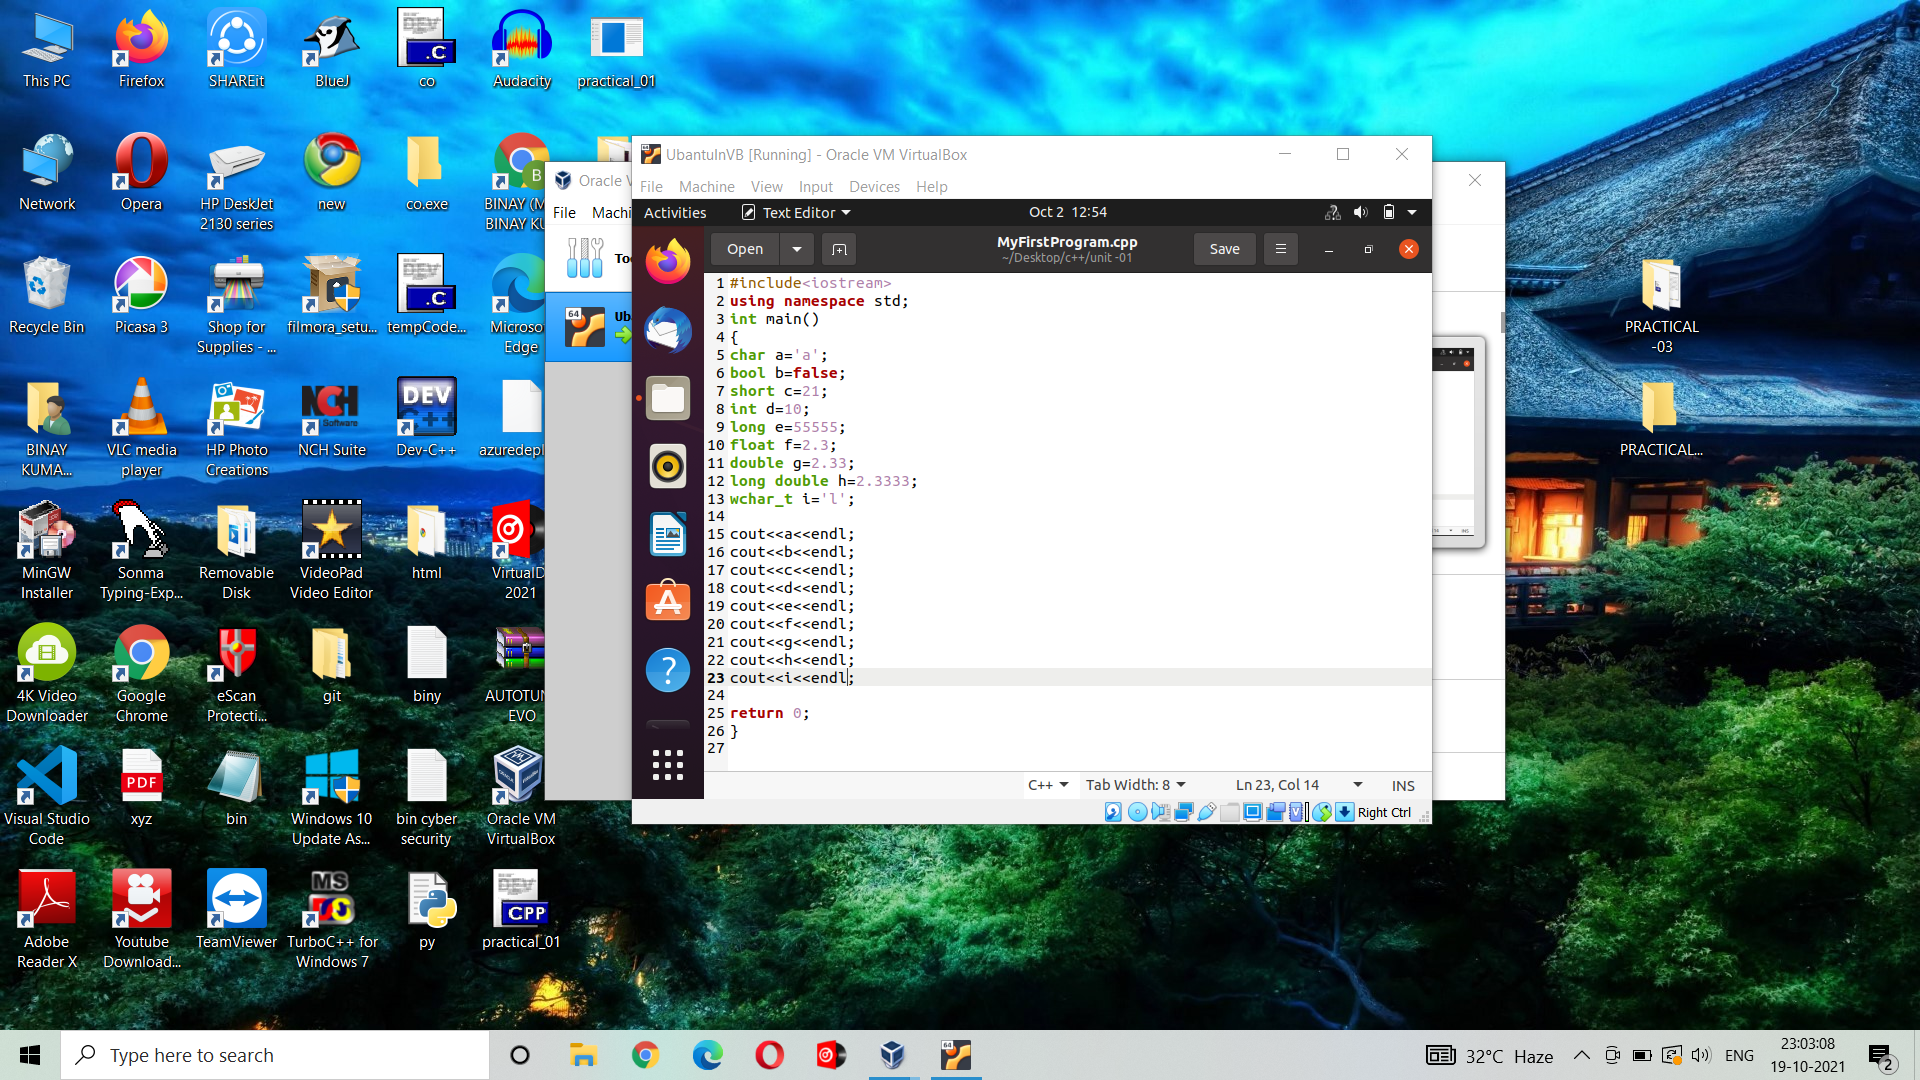 This PC
Firefox
SHAREit
BlueJ
co
Audacity
practical_01
Network
Opera
HP DeskJet
2130 series
new
co.exe
BINAY (M
BINAY KU
Recycle Bin
Picasa 3
Shop for
Supplies - ...
filmora_setu...
tempCode...
Microso
Edge
BINAY
KUMA...
VLC media
player
HP Photo
Creations
NCH Suite
Dev-C++
azuredepl
MinGW
Installer
Sonma
Typing-Exp...
Removable
Disk
VideoPad
Video Editor
html
VirtualD
2021
4K Video
Downloader
Google
Chrome
eScan
Protecti...
git
biny
AUTOTUN
EVO
Visual Studio
Code
xyz
bin
Windows 10
Update As...
bin cyber
security
Oracle VM
VirtualBox
Adobe
Reader X
Youtube
Download...
TeamViewer
TurboC++ for
Windows 7
py
practical_01
PRACTICAL
-03
PRACTICAL...
Oracle V
File Machi
Too
Uba
UbantuInVB [Running] - Oracle VM VirtualBox
File Machine View Input Devices Help
Activities Text Editor Oct 2 12:54
Open MyFirstProgram.cpp Save
~/Desktop/c++/unit -01
1 #include<iostream>
2 using namespace std;
3 int main()
4 {
5 char a='a';
6 bool b=false;
7 short c=21;
8 int d=10;
9 long e=55555;
10 float f=2.3;
11 double g=2.33;
12 long double h=2.3333;
13 wchar_t i='l';
14
15 cout<<a<<endl;
16 cout<<b<<endl;
17 cout<<c<<endl;
18 cout<<d<<endl;
19 cout<<e<<endl;
20 cout<<f<<endl;
21 cout<<g<<endl;
22 cout<<h<<endl;
23 cout<<i<<endl;
24
25 return 0;
26 }
27
C++ Tab Width: 8 Ln 23, Col 14 INS
Right Ctrl
Type here to search
32°C Haze ENG
23:03:08
19-10-2021
2